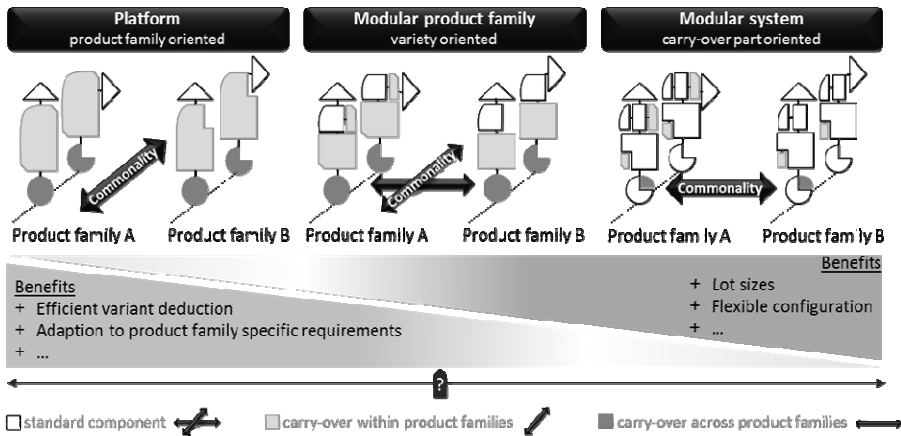 Platform
product family oriented
Modular product family
variety oriented
Modular system
carry-over part oriented
Commonality
Commonality
Commonality
Product family A
Product family B
Product family A
Product family B
Product family A
Product family B
Benefits
+ Efficient variant deduction
+ Adaption to product family specific requirements
+ ...
Benefits
+ Lot sizes
+ Flexible configuration
+ ...
?
standard component
carry-over within product families
carry-over across product families